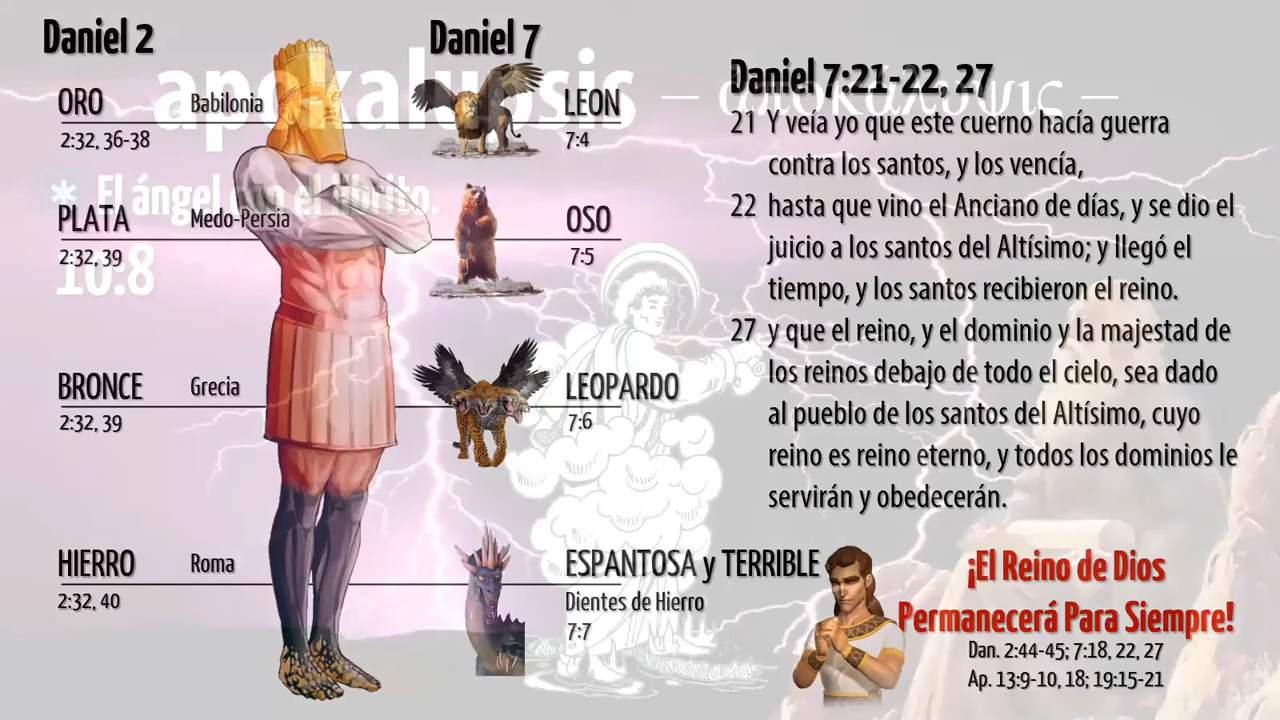 Daniel 2
Daniel 7
apokalupsis – αποκάλυψις –
* El ángel con el librito.
10:8
ORO Babilonia LEON
2:32, 36-38 7:4
PLATA Medo-Persia OSO
2:32, 39 7:5
BRONCE Grecia LEOPARDO
2:32, 39 7:6
HIERRO Roma ESPANTOSA y TERRIBLE
2:32, 40 Dientes de Hierro
7:7
Daniel 7:21-22, 27
21 Y veía yo que este cuerno hacía guerra
contra los santos, y los vencía,
22 hasta que vino el Anciano de días, y se dio el
juicio a los santos del Altísimo; y llegó el
tiempo, y los santos recibieron el reino.
27 y que el reino, y el dominio y la majestad de
los reinos debajo de todo el cielo, sea dado
al pueblo de los santos del Altísimo, cuyo
reino es reino eterno, y todos los dominios le
servirán y obedecerán.
¡El Reino de Dios
Permanecerá Para Siempre!
Dan. 2:44-45; 7:18, 22, 27
Ap. 13:9-10, 18; 19:15-21